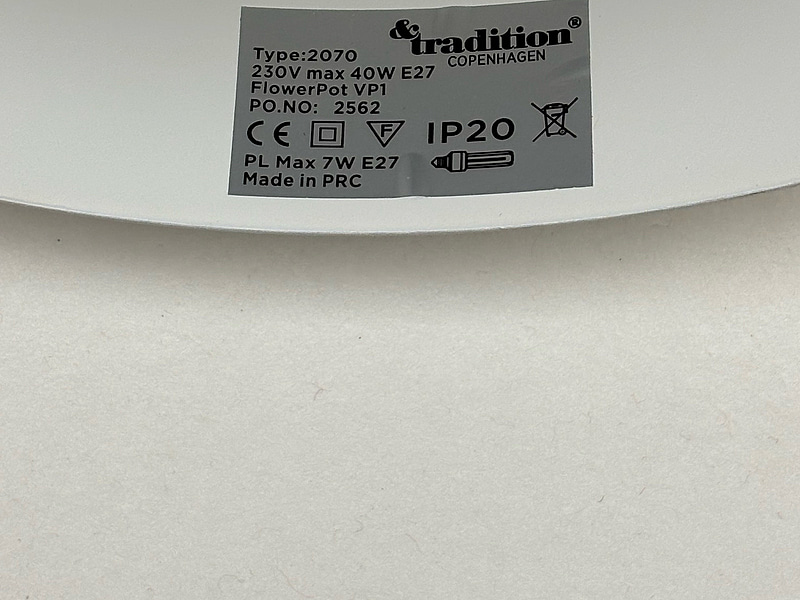 &tradition®
COPENHAGEN
Type:2070
230V max 40W E27
FlowerPot VP1
PO.NO: 2562
CE F IP20
PL Max 7W E27
Made in PRC